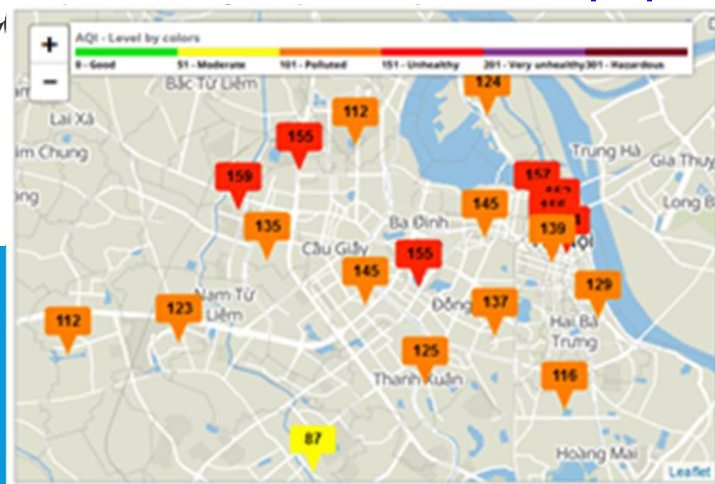 +
AQI - Level by colors
0 - Good 51 - Moderate 101 - Polluted 151 - Unhealthy 201 - Very unhealthy 301 - Hazardous
−
Bắc Từ Liêm
124
112
Lai Xá
155
Trung Hà
Gia Thuy
159
157
Long B
145
135
Ba Đình
139
Cầu Giấy
155
145
129
Nam Từ
Liêm
123
137
Đống
112
Hai Bà
Trưng
125
Thanh Xuân
116
87
Hoàng Mai
Leaflet